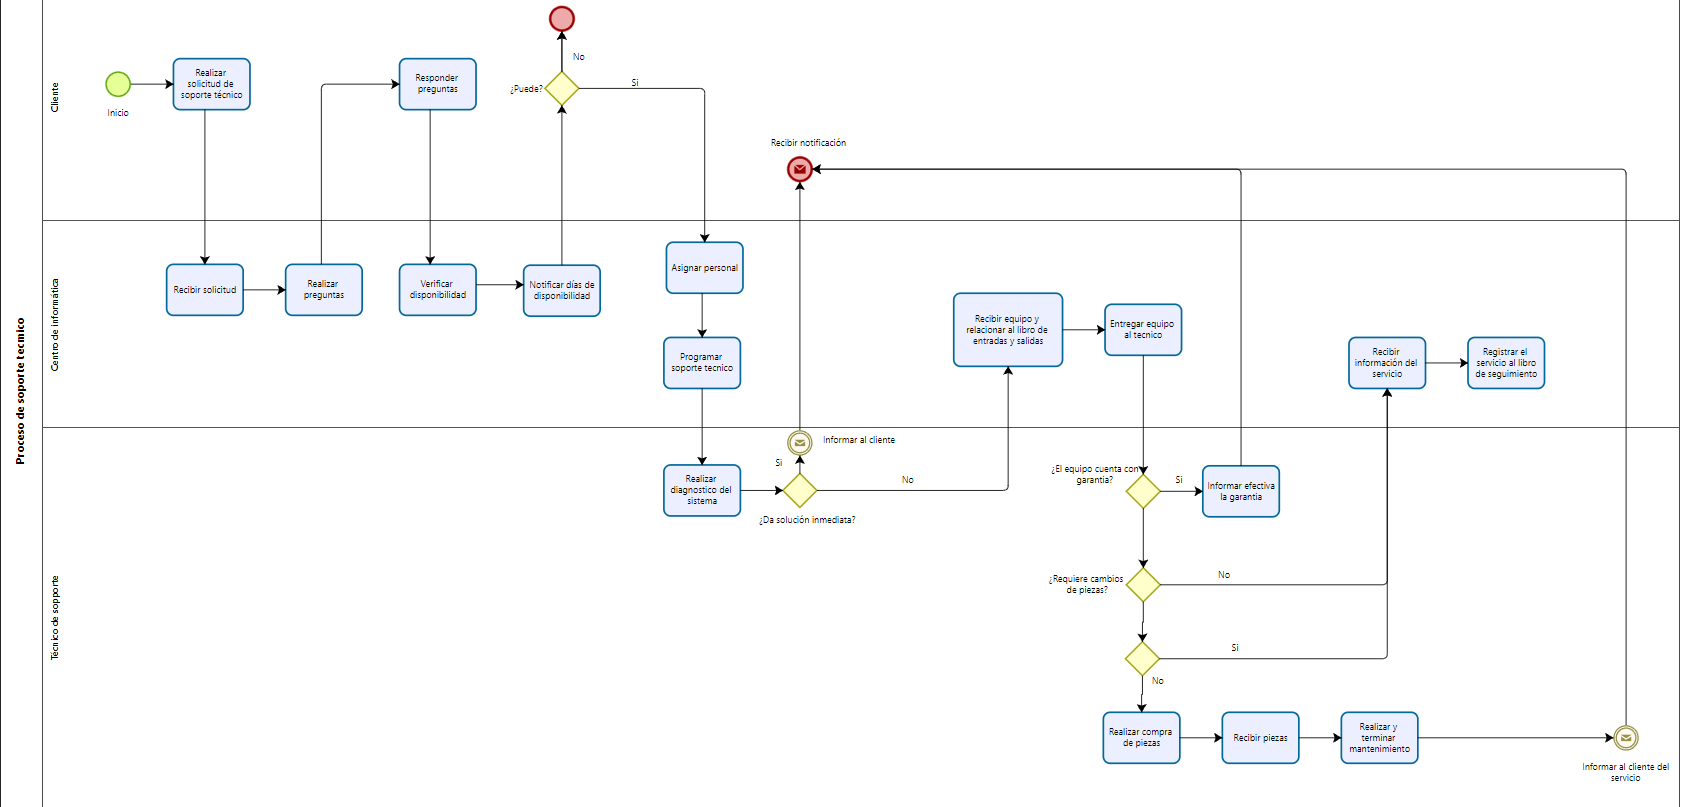 Proceso de soporte tecmico
Cliente
Inicio
Realizar
solicitud de
soporte técnico
Responder
preguntas
¿Puede?
No
Si
Recibir notificación
Centro de informática
Recibir solicitud
Realizar
preguntas
Verificar
disponibilidad
Notificar días de
disponibilidad
Asignar personal
Programar
soporte tecnico
Recibir equipo y
relacionar al libro de
entradas y salidas
Entregar equipo
al tecnico
Recibir
información del
servicio
Registrar el
servicio al libro
de seguimiento
Técnico de sopporte
Realizar
diagnostico del
sistema
Si
Informar al cliente
¿Da solución inmediata?
No
¿El equipo cuenta con
garantia?
Si
Informar efectiva
la garantia
¿Requiere cambios
de piezas?
No
Si
No
Realizar compra
de piezas
Recibir piezas
Realizar y
terminar
mantenimiento
Informar al cliente del
servicio